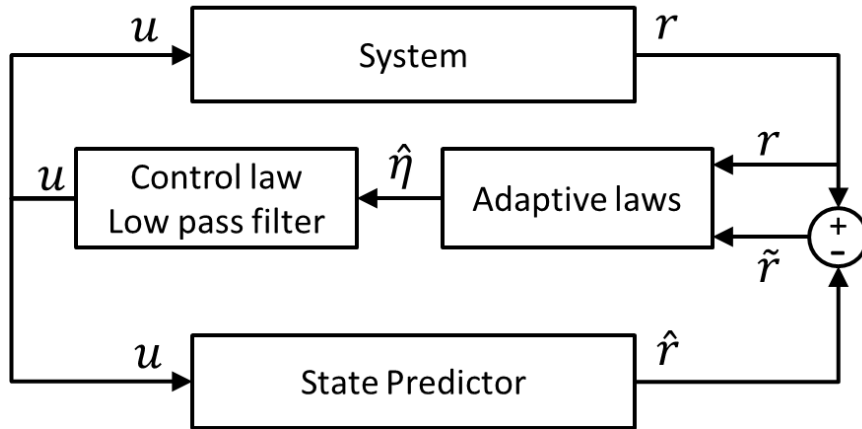 u
System
r
u
Control law
Low pass filter
η̂
Adaptive laws
r
r̃
+
-
u
State Predictor
r̂